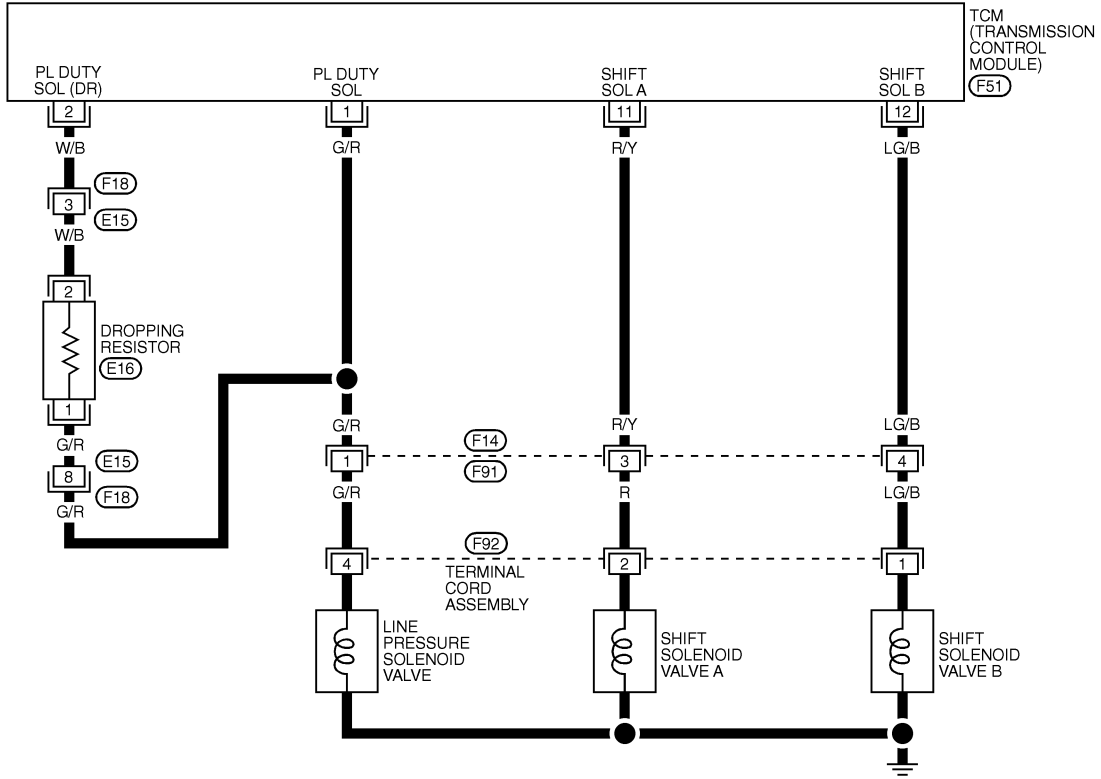 TCM
(TRANSMISSION
CONTROL
MODULE)
F51
PL DUTY
SOL (DR)
PL DUTY
SOL
SHIFT
SOL A
SHIFT
SOL B
2
1
11
12
W/B
G/R
R/Y
LG/B
F18
3
E15
W/B
2
DROPPING
RESISTOR
E16
1
G/R
E15
8
F18
G/R
G/R
R/Y
LG/B
F14
1
3
4
F91
G/R
R
LG/B
F92
4
2
1
TERMINAL
CORD
ASSEMBLY
LINE
PRESSURE
SOLENOID
VALVE
SHIFT
SOLENOID
VALVE A
SHIFT
SOLENOID
VALVE B